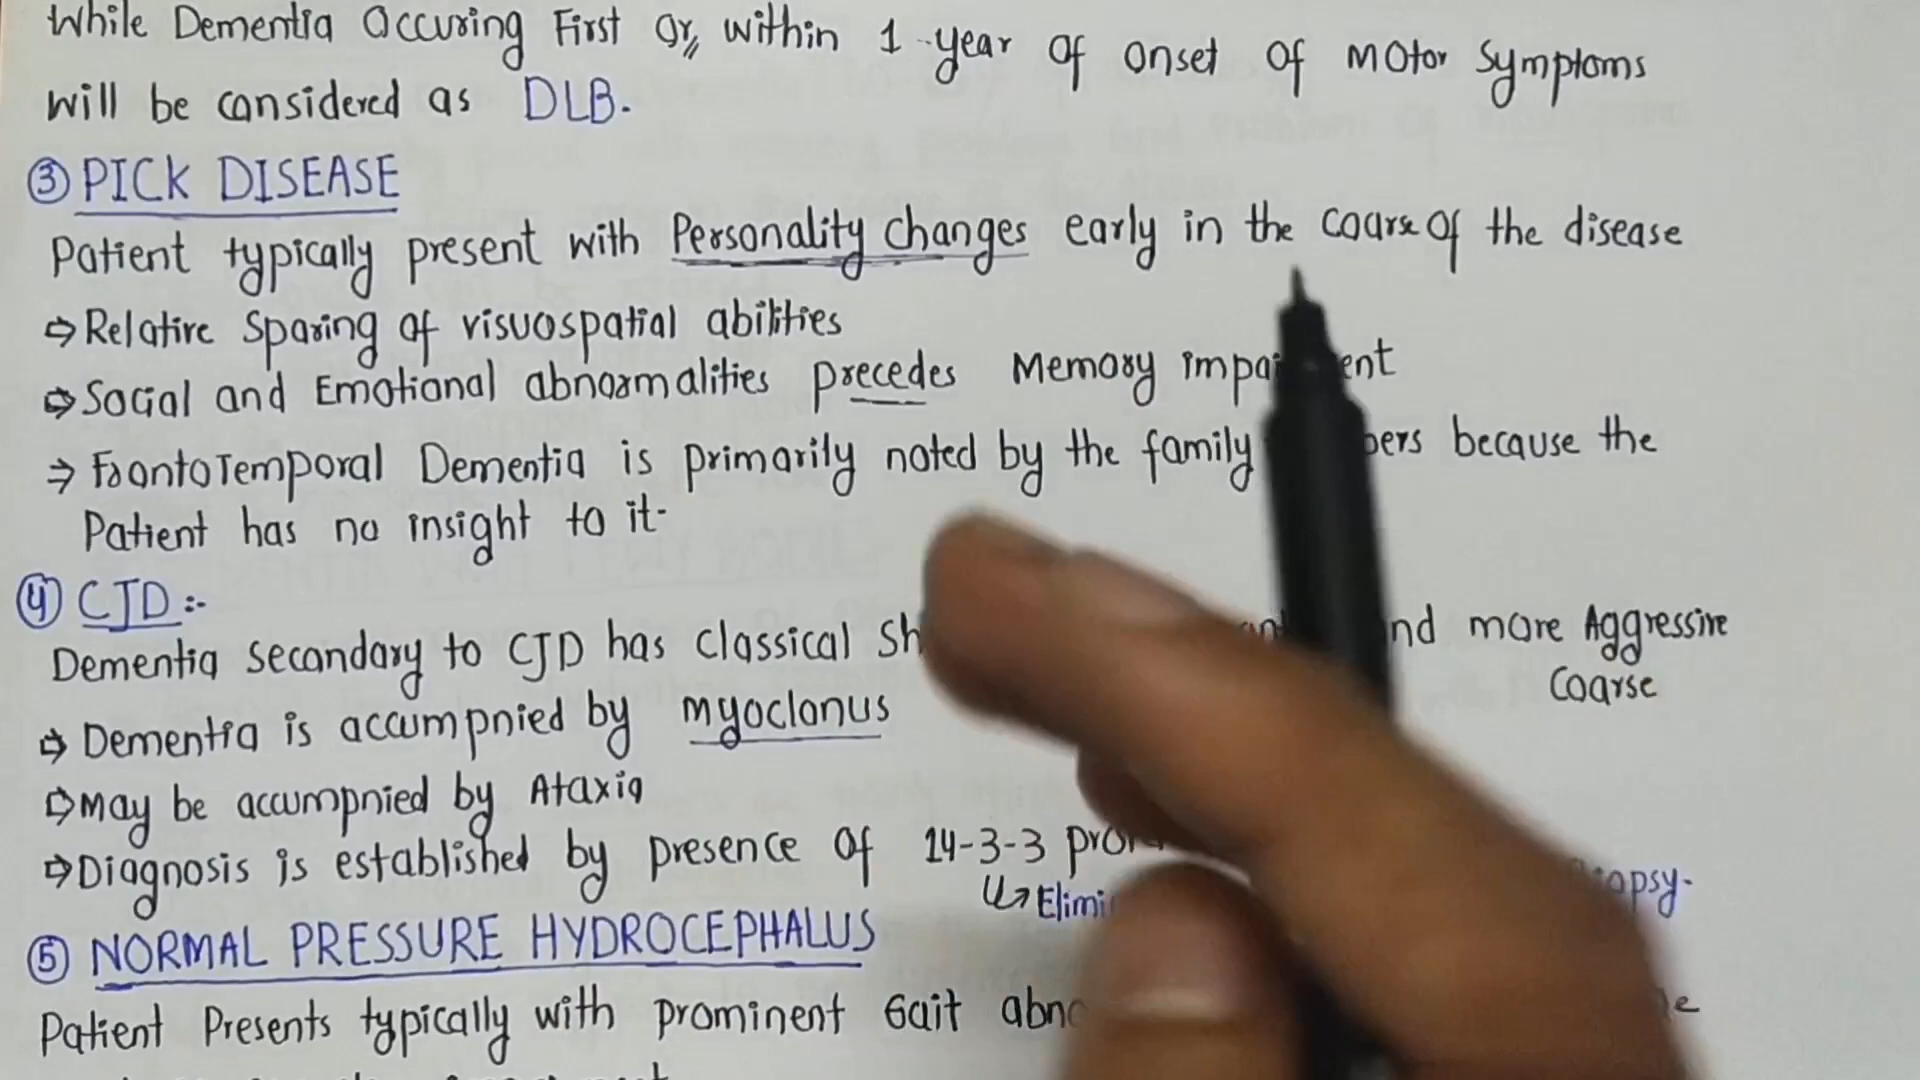 While Dementia Occuring First Or, within 1 year of onset of motor symptoms
will be considered as DLB.
③ PICK DISEASE
Patient typically present with Personality changes early in the coarse of the disease
⇒ Relative Sparing of visuospatial abilities
⇒ Social and Emotional abnormalities precedes Memory
⇒ FrontoTemporal Dementia is primarily noted by the family because the
Patient has no insight to it.
④ CJD :-
Dementia secondary to CJD has classical more Aggressive
Coarse
⇒ Dementia is accumpnied by myoclonus
⇒ May be accumpnied by Ataxia
⇒ Diagnosis is established by presence of 14-3-3
⑤ NORMAL PRESSURE HYDROCEPHALUS
Patient Presents typically with prominent Gait